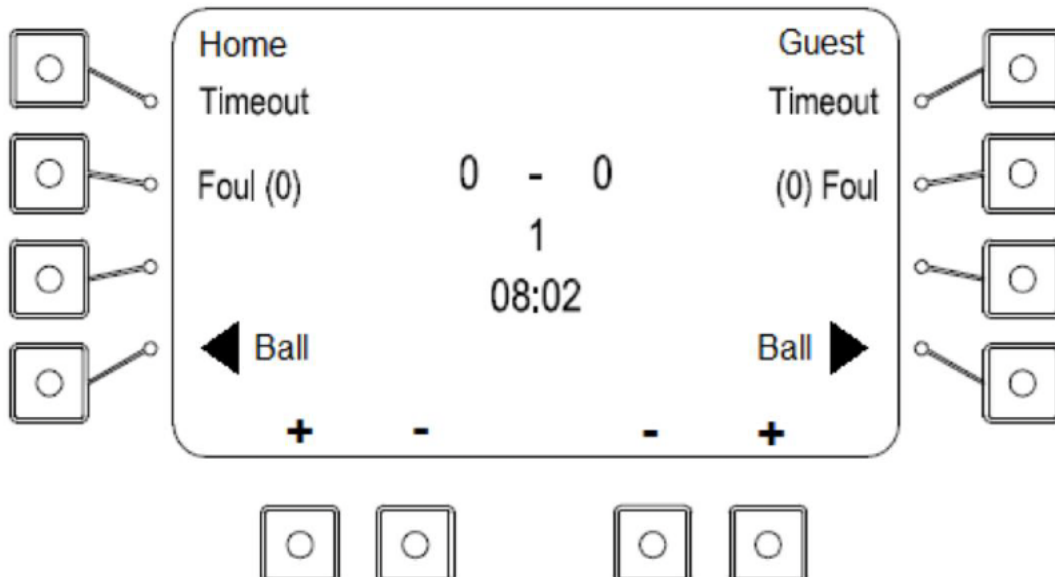 Home Guest
Timeout Timeout
Foul (0) 0 - 0 (0) Foul
1
08:02
Ball Ball
+ - - +